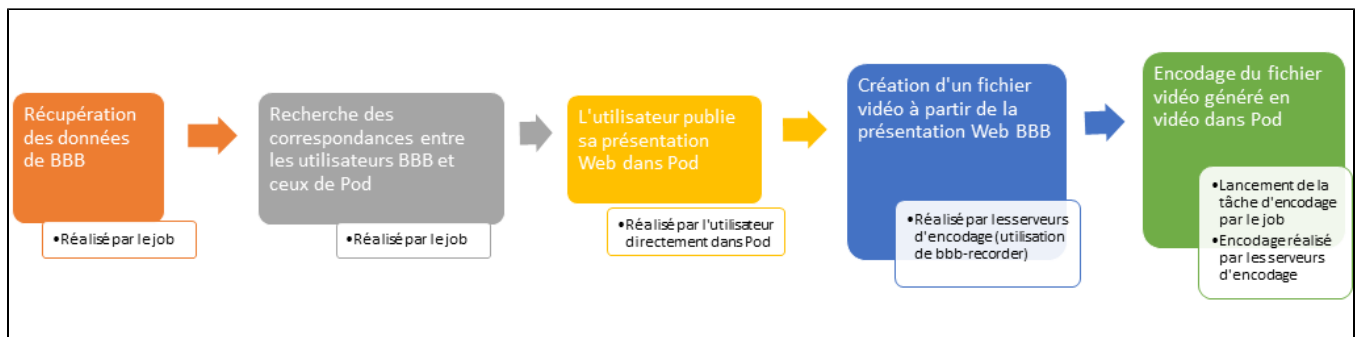 Récupération
des données
de BBB
•Réalisé par le job
Recherche des
correspondances entre
les utilisateurs BBB et
ceux de Pod
•Réalisé par le job
L'utilisateur publie
sa présentation
Web dans Pod
•Réalisé par l'utilisateur
directement dans Pod
Création d'un fichier
vidéo à partir de la
présentation Web BBB
•Réalisé par les serveurs
d'encodage (utilisation
de bbb-recorder)
Encodage du fichier
vidéo généré en
vidéo dans Pod
•Lancement de la
tâche d'encodage
par le job
•Encodage réalisé
par les serveurs
d'encodage